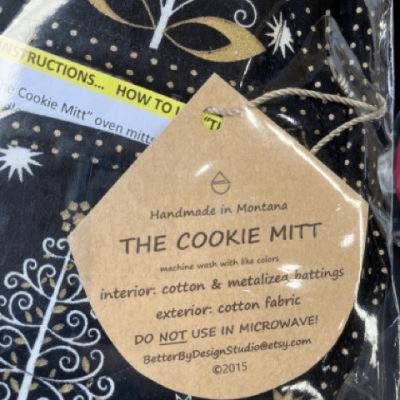 INSTRUCTIONS... HOW TO
Cookie Mitt" oven mitts
Handmade in Montana
THE COOKIE MITT
machine wash with like colors
interior: cotton & metalized battings
exterior: cotton fabric
DO NOT USE IN MICROWAVE!
BetterByDesignStudio@etsy.com
©2015